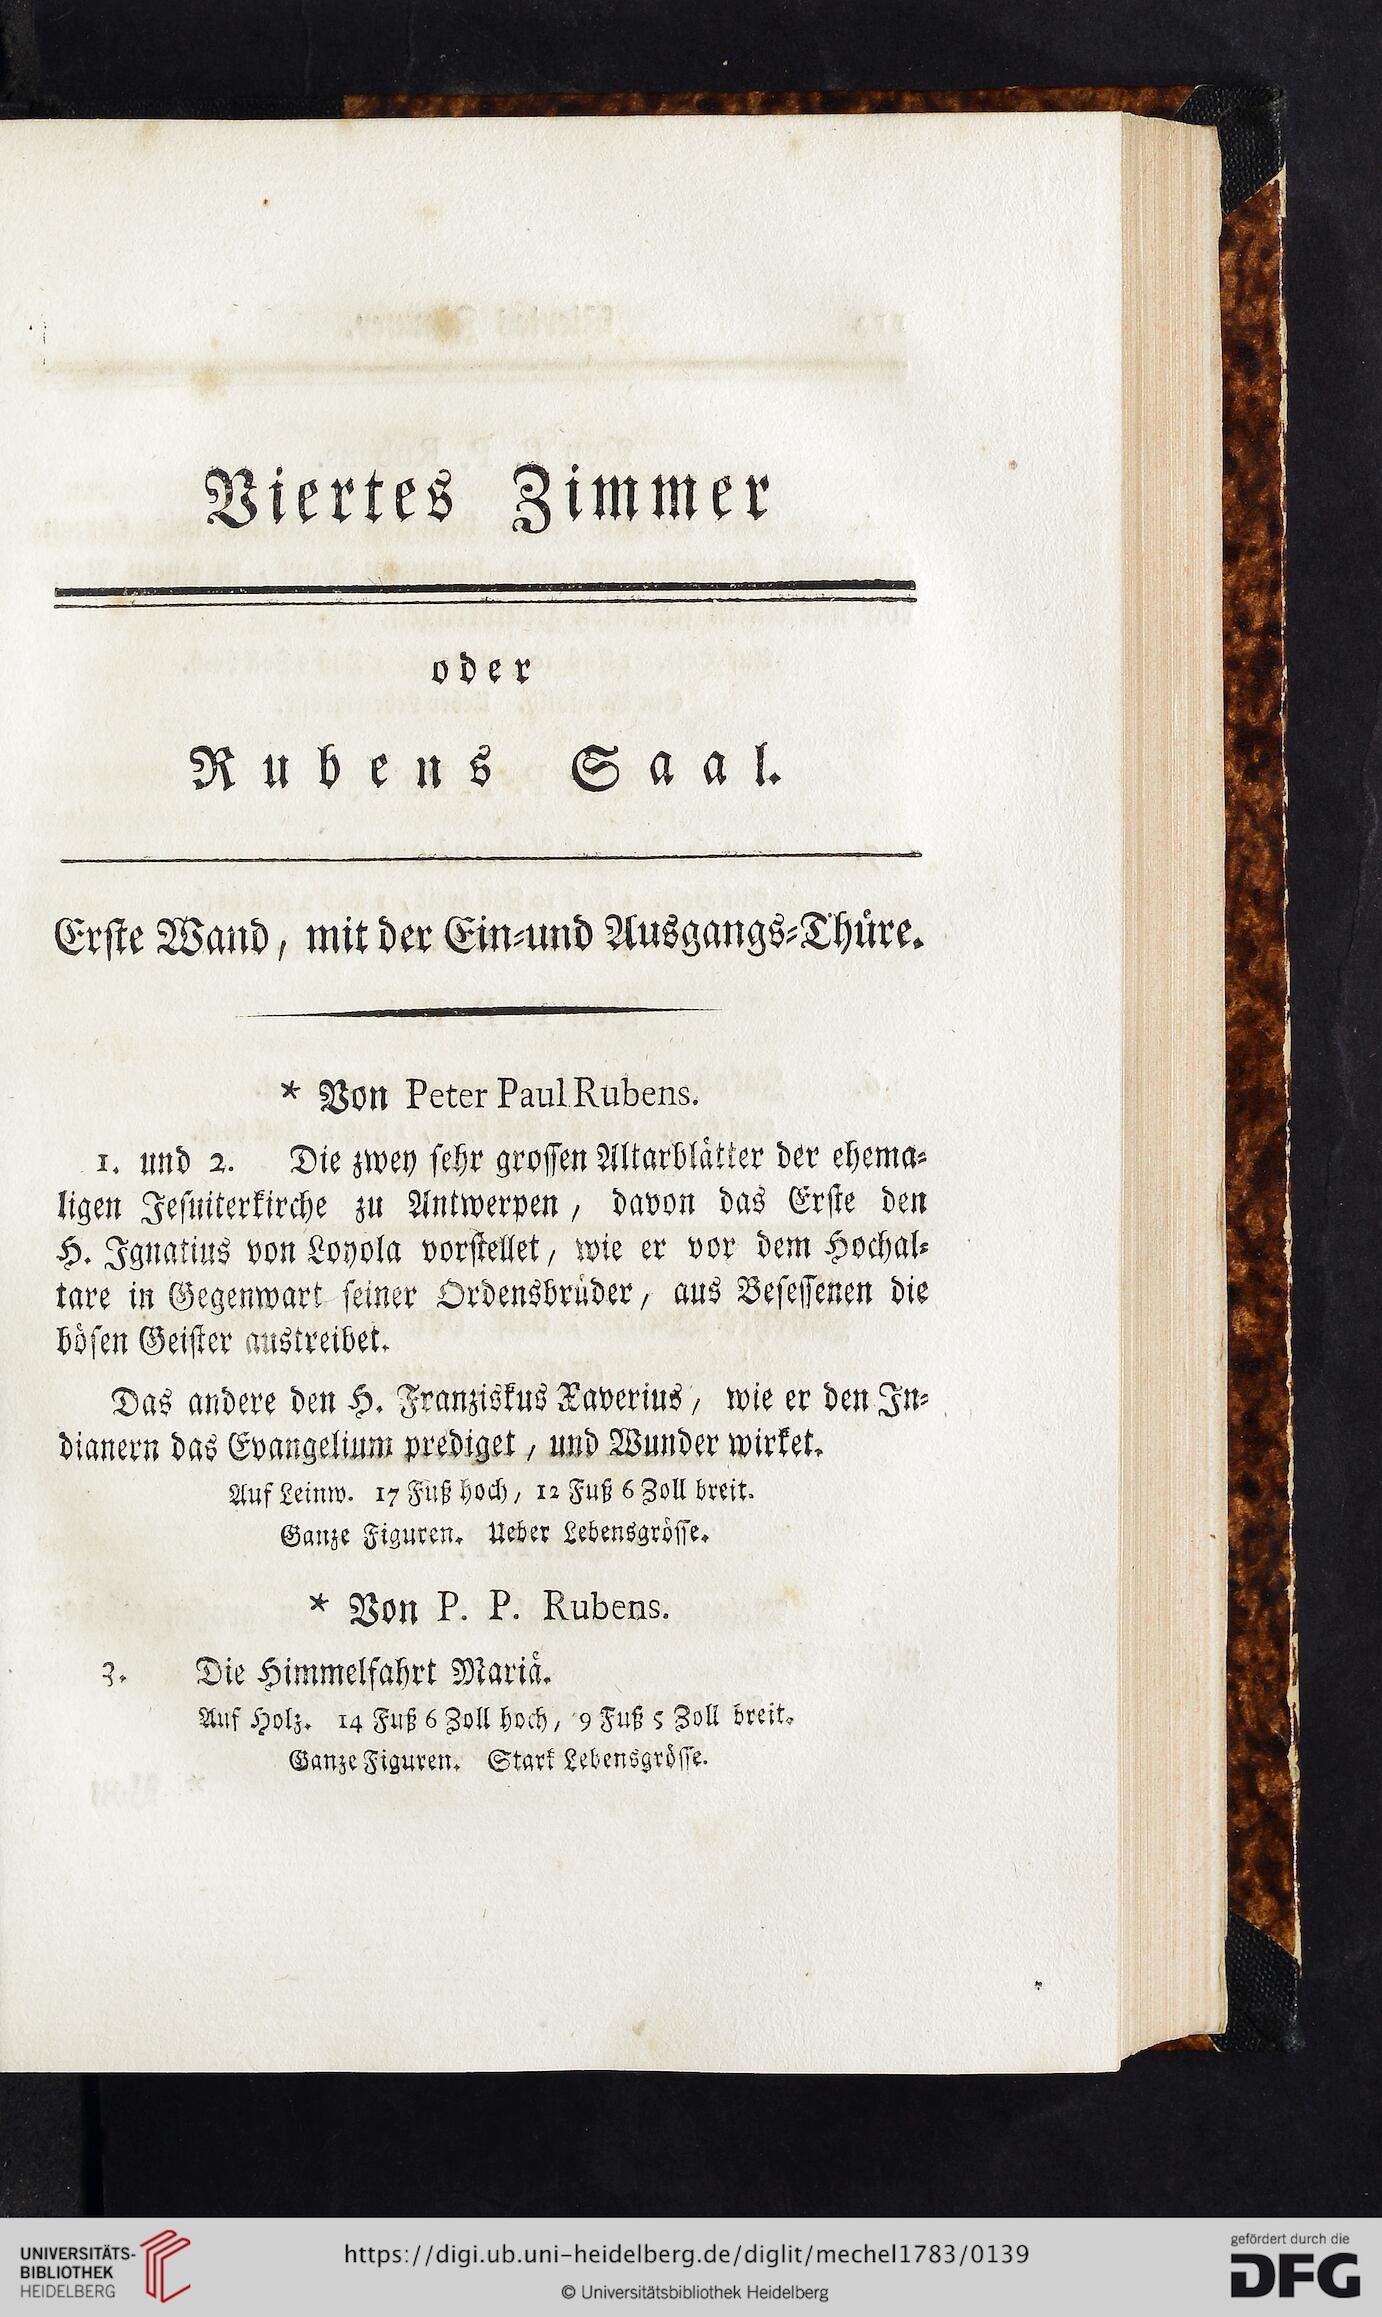 Viertes Zimmer
oder
Rubens Saal.
Erste Wand, mit der Ein-und Ausgangs-Thüre.
* Von Peter Paul Rubens.
1. und 2. Die zwey sehr grossen Altarblätter der ehema-
ligen Jesuiterkirche zu Antwerpen, davon das Erste den
H. Ignatius von Loyola vorstellet, wie er vor dem Hochal-
tare in Gegenwart seiner Ordensbrüder, aus Besessenen die
bösen Geister austreibet.
Das andere den H. Franziskus Xaverius, wie er den In-
dianern das Evangelium prediget, und Wunder wirket.
Auf Leinw. 17 Fuß hoch, 12 Fuß 6 Zoll breit.
Ganze Figuren. Ueber Lebensgrösse.
* Von P. P. Rubens.
3. Die Himmelfahrt Mariä.
Auf Holz. 14 Fuß 6 Zoll hoch, 9 Fuß 5 Zoll breit.
Ganze Figuren. Stark Lebensgrösse.
UNIVERSITÄTS-
BIBLIOTHEK
HEIDELBERG
https://digi.ub.uni-heidelberg.de/diglit/mechel1783/0139
© Universitätsbibliothek Heidelberg
gefördert durch die
DFG